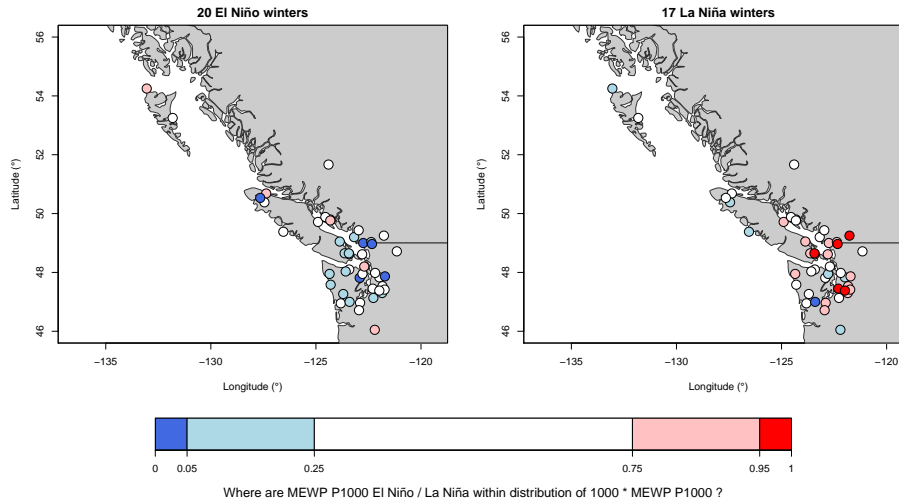 20 El Niño winters
17 La Niña winters
Latitude (°)
56
54
52
50
48
46
−135
−130
−125
−120
Longitude (°)
Latitude (°)
56
54
52
50
48
46
−135
−130
−125
−120
Longitude (°)
0 0.05 0.25 0.75 0.95 1
Where are MEWP P1000 El Niño / La Niña within distribution of 1000 * MEWP P1000 ?